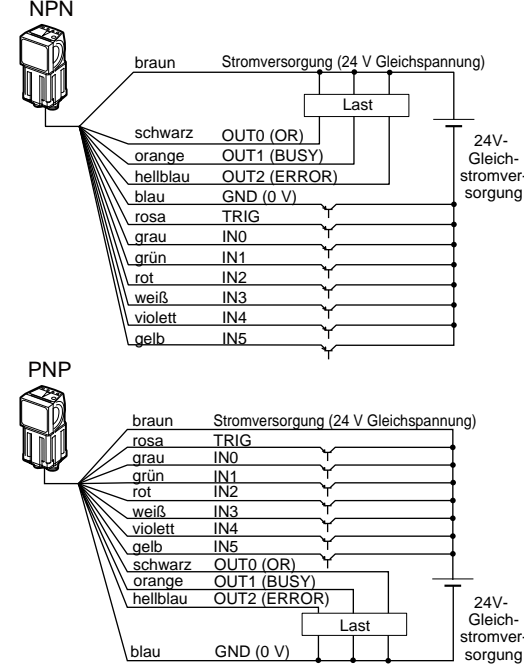 NPN
braun Stromversorgung (24 V Gleichspannung)
Last
schwarz OUT0 (OR)
orange OUT1 (BUSY)
hellblau OUT2 (ERROR)
blau GND (0 V)
rosa TRIG
grau IN0
grün IN1
rot IN2
weiß IN3
violett IN4
gelb IN5
24V-
Gleich-
stromver-
sorgung
PNP
braun Stromversorgung (24 V Gleichspannung)
rosa TRIG
grau IN0
grün IN1
rot IN2
weiß IN3
violett IN4
gelb IN5
schwarz OUT0 (OR)
orange OUT1 (BUSY)
hellblau OUT2 (ERROR)
Last
blau GND (0 V)
24V-
Gleich-
stromver-
sorgung